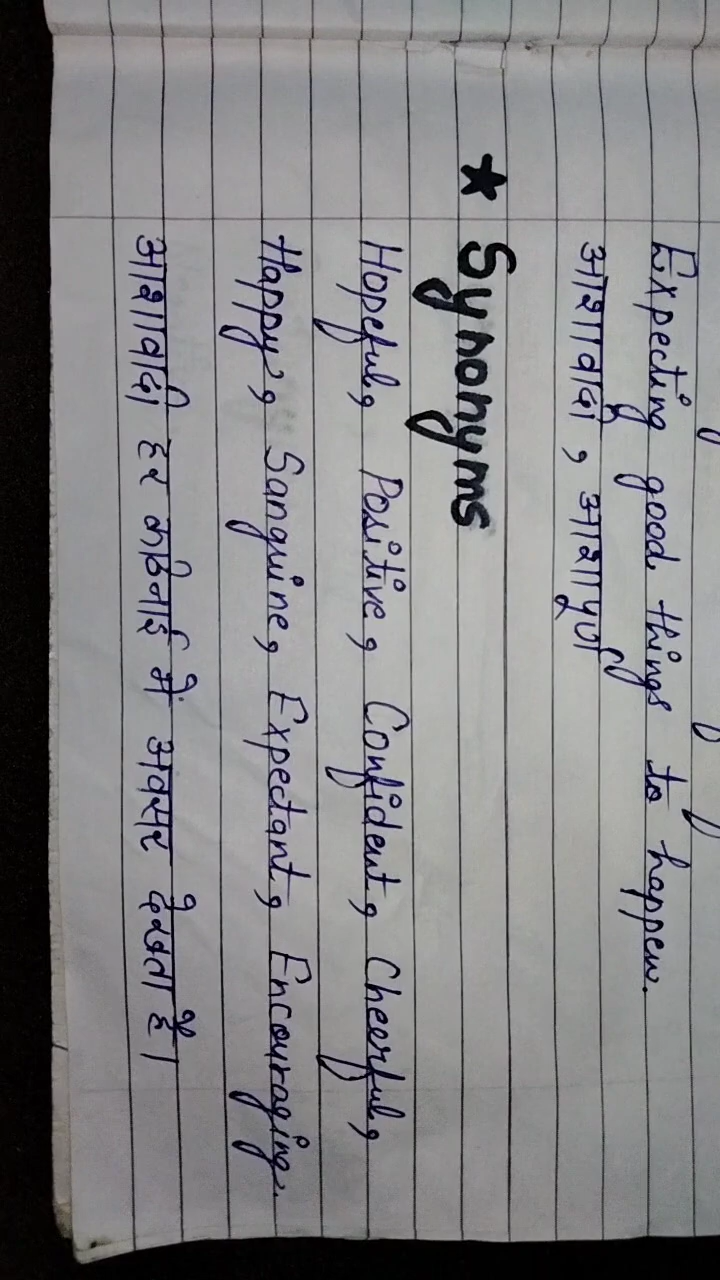 Expecting good things to happen.
आशावादी, आशापूर्ण
★ Synonyms
Hopeful, Positive, Confident, Cheerful,
Happy, Sanguine, Expectant, Encouraging.
आशावादी हर कठिनाई में अवसर देखता है।